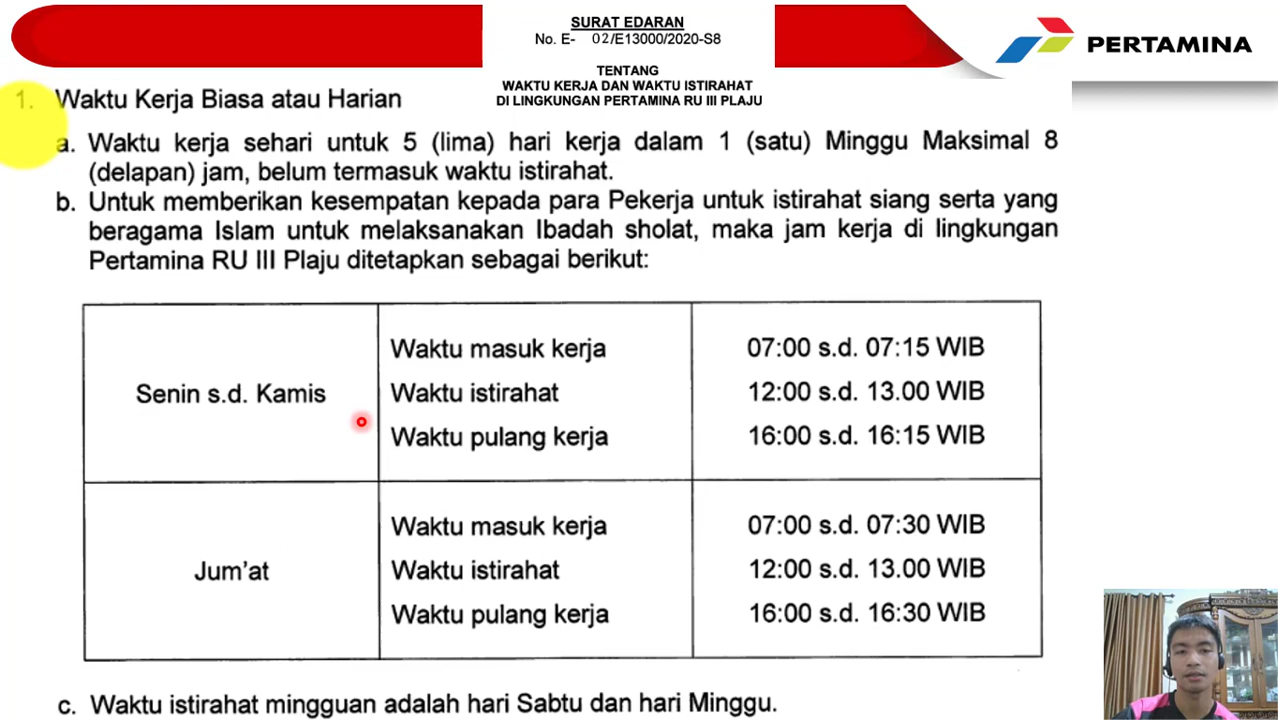 SURAT EDARAN
No. E- 02/E13000/2020-S8
TENTANG
WAKTU KERJA DAN WAKTU ISTIRAHAT
DI LINGKUNGAN PERTAMINA RU III PLAJU
PERTAMINA
1. Waktu Kerja Biasa atau Harian
a. Waktu kerja sehari untuk 5 (lima) hari kerja dalam 1 (satu) Minggu Maksimal 8
(delapan) jam, belum termasuk waktu istirahat.
b. Untuk memberikan kesempatan kepada para Pekerja untuk istirahat siang serta yang
beragama Islam untuk melaksanakan Ibadah sholat, maka jam kerja di lingkungan
Pertamina RU III Plaju ditetapkan sebagai berikut:
Senin s.d. Kamis
Waktu masuk kerja 07:00 s.d. 07:15 WIB
Waktu istirahat 12:00 s.d. 13.00 WIB
Waktu pulang kerja 16:00 s.d. 16:15 WIB
Jum'at
Waktu masuk kerja 07:00 s.d. 07:30 WIB
Waktu istirahat 12:00 s.d. 13.00 WIB
Waktu pulang kerja 16:00 s.d. 16:30 WIB
c. Waktu istirahat mingguan adalah hari Sabtu dan hari Minggu.